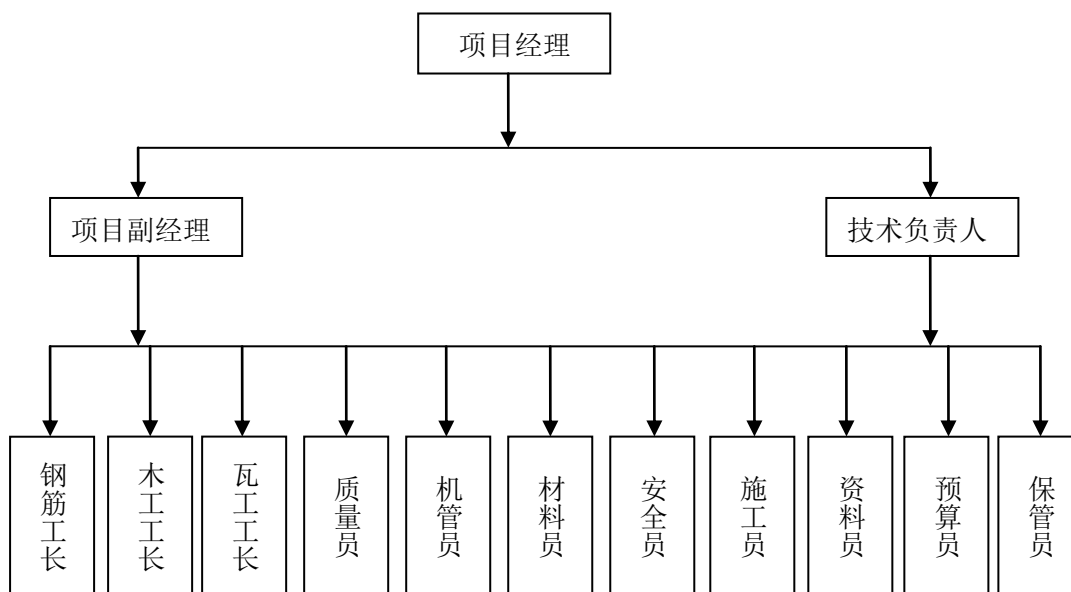 项目经理
项目副经理
技术负责人
钢筋工长
木工工长
瓦工工长
质量员
机管员
材料员
安全员
施工员
资料员
预算员
保管员